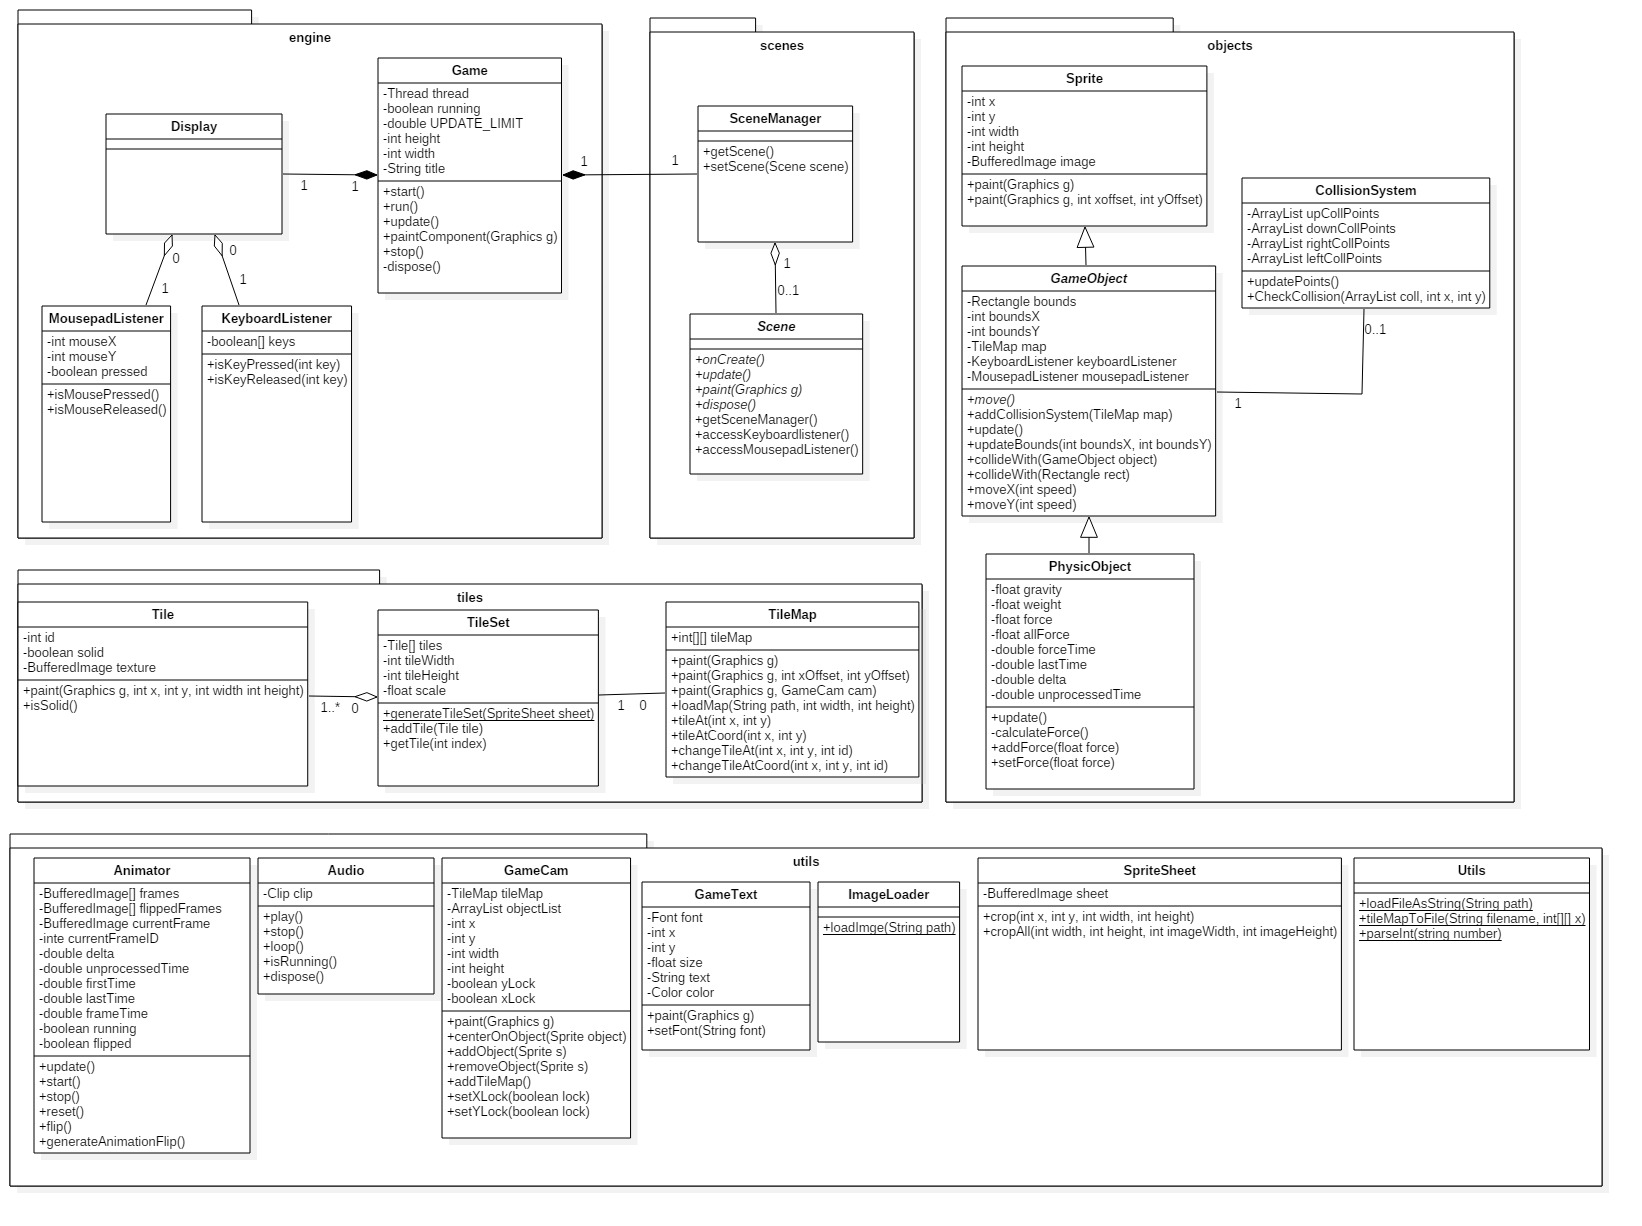 engine
Game
-Thread thread
-boolean running
-double UPDATE_LIMIT
-int height
-int width
-String title
+start()
+run()
+update()
+paintComponent(Graphics g)
+stop()
-dispose()
Display
1
1
1
1
0
1
0
1
MousepadListener
-int mouseX
-int mouseY
-boolean pressed
+isMousePressed()
+isMouseReleased()
KeyboardListener
-boolean[] keys
+isKeyPressed(int key)
+isKeyReleased(int key)
scenes
SceneManager
+getScene()
+setScene(Scene scene)
1
0..1
Scene
+onCreate()
+update()
+paint(Graphics g)
+dispose()
+getSceneManager()
+accessKeyboardlistener()
+accessMousepadListener()
objects
Sprite
-int x
-int y
-int width
-int height
-BufferedImage image
+paint(Graphics g)
+paint(Graphics g, int xoffset, int yOffset)
CollisionSystem
-ArrayList upCollPoints
-ArrayList downCollPoints
-ArrayList rightCollPoints
-ArrayList leftCollPoints
+updatePoints()
+CheckCollision(ArrayList coll, int x, int y)
0..1
1
GameObject
-Rectangle bounds
-int boundsX
-int boundsY
-TileMap map
-KeyboardListener keyboardListener
-MousepadListener mousepadListener
+move()
+addCollisionSystem(TileMap map)
+update()
+updateBounds(int boundsX, int boundsY)
+collideWith(GameObject object)
+collideWith(Rectangle rect)
+moveX(int speed)
+moveY(int speed)
PhysicObject
-float gravity
-float weight
-float force
-float allForce
-double forceTime
-double lastTime
-double delta
-double unprocessedTime
+update()
-calculateForce()
+addForce(float force)
+setForce(float force)
tiles
Tile
-int id
-boolean solid
-BufferedImage texture
+paint(Graphics g, int x, int y, int width int height)
+isSolid()
1..*
0
TileSet
-Tile[] tiles
-int tileWidth
-int tileHeight
-float scale
+generateTileSet(SpriteSheet sheet)
+addTile(Tile tile)
+getTile(int index)
1
0
TileMap
+int[][] tileMap
+paint(Graphics g)
+paint(Graphics g, int xOffset, int yOffset)
+paint(Graphics g, GameCam cam)
+loadMap(String path, int width, int height)
+tileAt(int x, int y)
+tileAtCoord(int x, int y)
+changeTileAt(int x, int y, int id)
+changeTileAtCoord(int x, int y, int id)
utils
Animator
-BufferedImage[] frames
-BufferedImage[] flippedFrames
-BufferedImage currentFrame
-inte currentFrameID
-double delta
-double unprocessedTime
-double firstTime
-double lastTime
-double frameTime
-boolean running
-boolean flipped
+update()
+start()
+stop()
+reset()
+flip()
+generateAnimationFlip()
Audio
-Clip clip
+play()
+stop()
+loop()
+isRunning()
+dispose()
GameCam
-TileMap tileMap
-ArrayList objectList
-int x
-int y
-int width
-int height
-boolean yLock
-boolean xLock
+paint(Graphics g)
+centerOnObject(Sprite object)
+addObject(Sprite s)
+removeObject(Sprite s)
+addTileMap()
+setXLock(boolean lock)
+setYLock(boolean lock)
GameText
-Font font
-int x
-int y
-float size
-String text
-Color color
+paint(Graphics g)
+setFont(String font)
ImageLoader
+loadImge(String path)
SpriteSheet
-BufferedImage sheet
+crop(int x, int y, int width, int height)
+cropAll(int width, int height, int imageWidth, int imageHeight)
Utils
+loadFileAsString(String path)
+tileMapToFile(String filename, int[][] x)
+parseInt(string number)